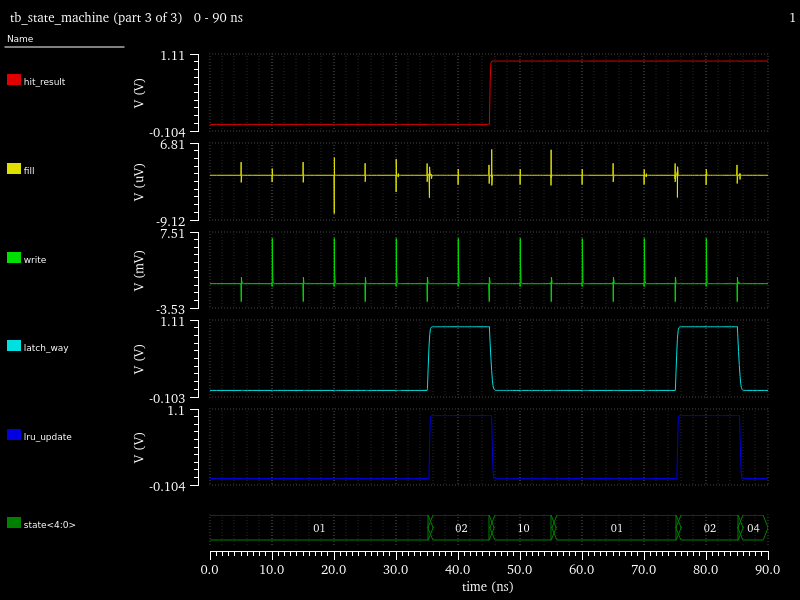 tb_state_machine (part 3 of 3) 0 - 90 ns 1
Name
hit_result
V (V)
1.11
-0.104
fill
V (uV)
6.81
-9.12
write
V (mV)
7.51
-3.53
latch_way
V (V)
1.11
-0.103
lru_update
V (V)
1.1
-0.104
state<4:0>
01 02 10 01 02 04
0.0 10.0 20.0 30.0 40.0 50.0 60.0 70.0 80.0 90.0
time (ns)